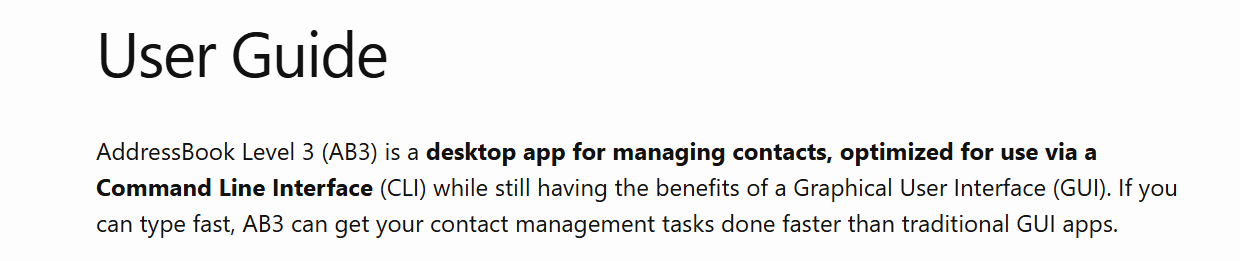 User Guide
AddressBook Level 3 (AB3) is a desktop app for managing contacts, optimized for use via a
Command Line Interface (CLI) while still having the benefits of a Graphical User Interface (GUI). If you
can type fast, AB3 can get your contact management tasks done faster than traditional GUI apps.